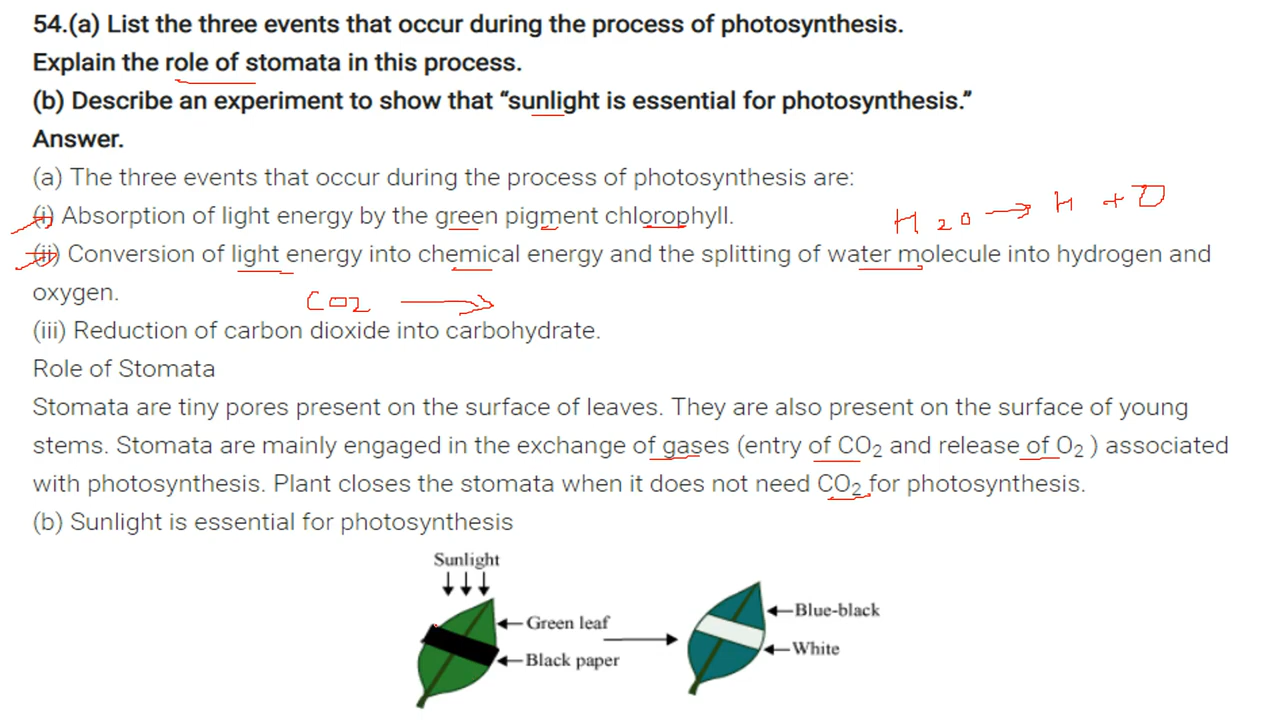 54.(a) List the three events that occur during the process of photosynthesis.
Explain the role of stomata in this process.
(b) Describe an experiment to show that “sunlight is essential for photosynthesis.”
Answer.
(a) The three events that occur during the process of photosynthesis are:
(i) Absorption of light energy by the green pigment chlorophyll.
H2O → H + O
(ii) Conversion of light energy into chemical energy and the splitting of water molecule into hydrogen and
oxygen.
CO2 →
(iii) Reduction of carbon dioxide into carbohydrate.
Role of Stomata
Stomata are tiny pores present on the surface of leaves. They are also present on the surface of young
stems. Stomata are mainly engaged in the exchange of gases (entry of CO₂ and release of O₂ ) associated
with photosynthesis. Plant closes the stomata when it does not need CO₂ for photosynthesis.
(b) Sunlight is essential for photosynthesis
Sunlight
Green leaf
Black paper
Blue-black
White